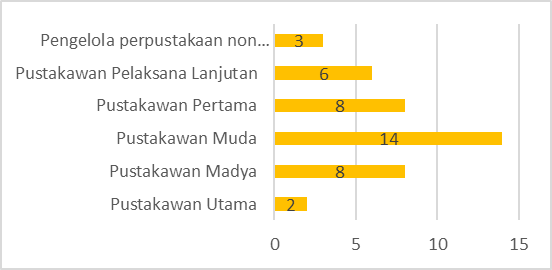 Pengelola perpustakaan non... 3
Pustakawan Pelaksana Lanjutan 6
Pustakawan Pertama 8
Pustakawan Muda 14
Pustakawan Madya 8
Pustakawan Utama 2
0 5 10 15